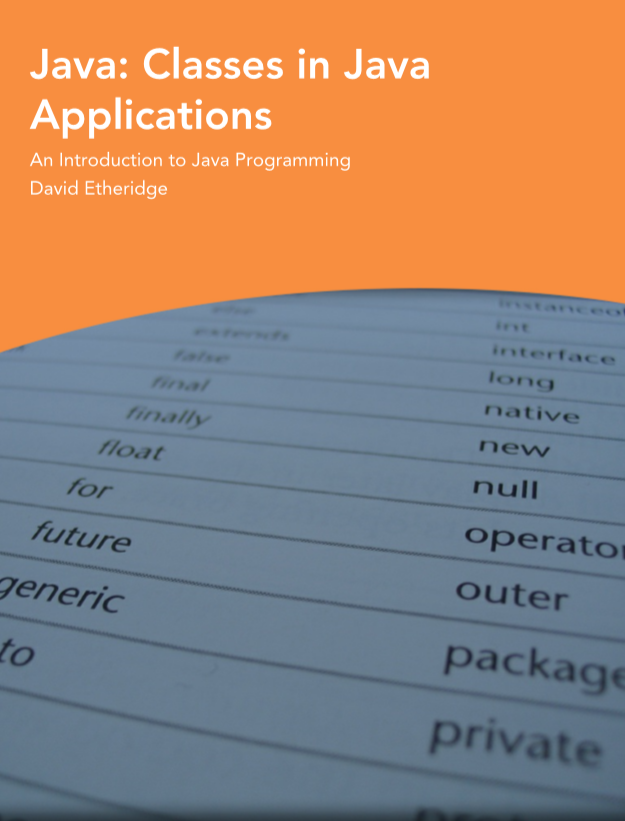 Java: Classes in Java
Applications
An Introduction to Java Programming
David Etheridge
else
extends
false
final
finally
float
for
future
generic
to
int
interface
long
native
new
null
operator
outer
package
private